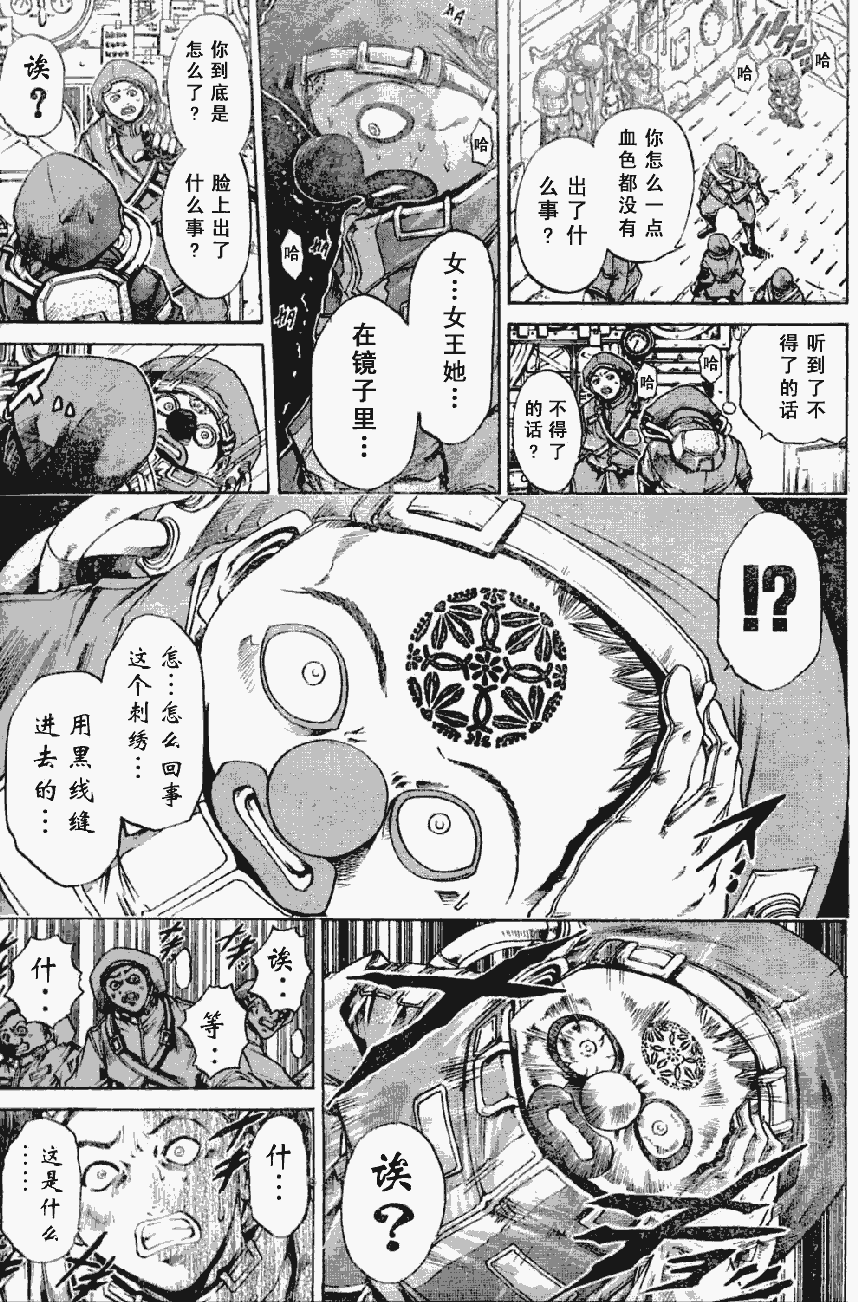 哈
哈
你怎么一点
血色都没有
出了什
么事？
听到了不
得了的话
哈
哈
不得了
的话？
哈
女…女王她…
在镜子里…
哈
你到底是
怎么了？
诶？
脸上出了
什么事？
!?
怎…怎么回事
这个刺绣…
用黑线缝
进去的…
诶？
诶…
等…
什…
什…
这是什么
……